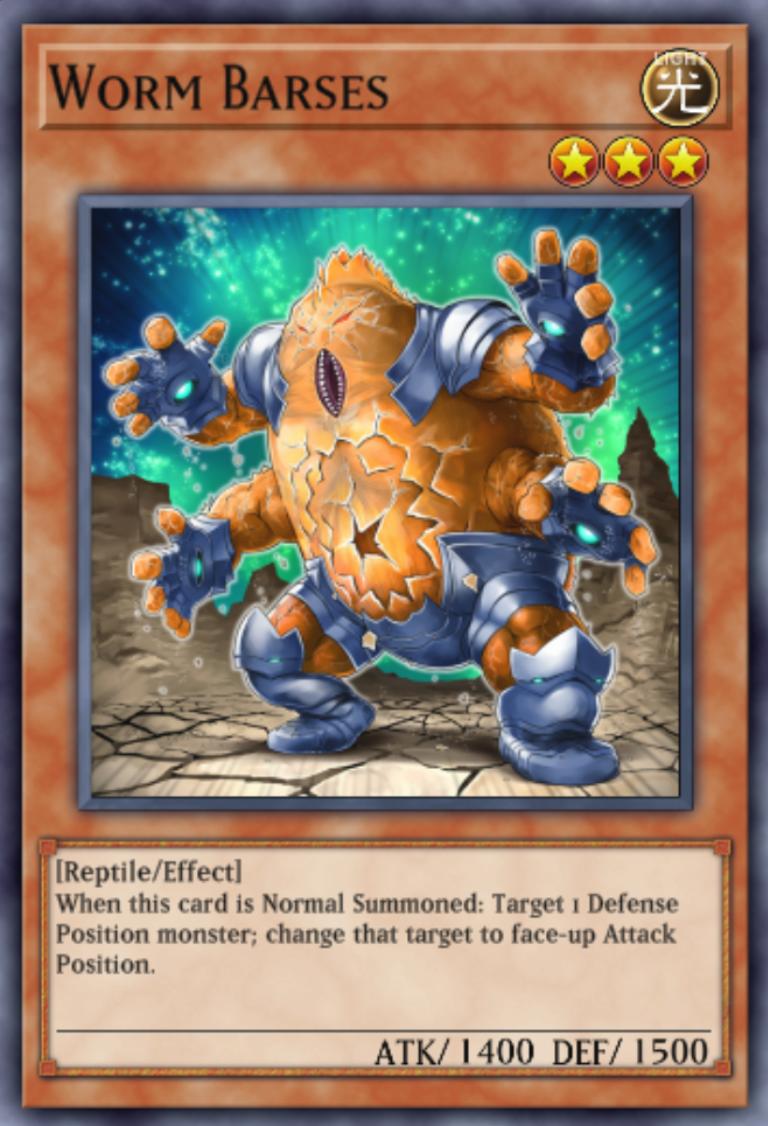 Worm Barses
LIGHT
光
[Reptile/Effect]
When this card is Normal Summoned: Target 1 Defense
Position monster; change that target to face-up Attack
Position.
ATK/ 1400 DEF/ 1500